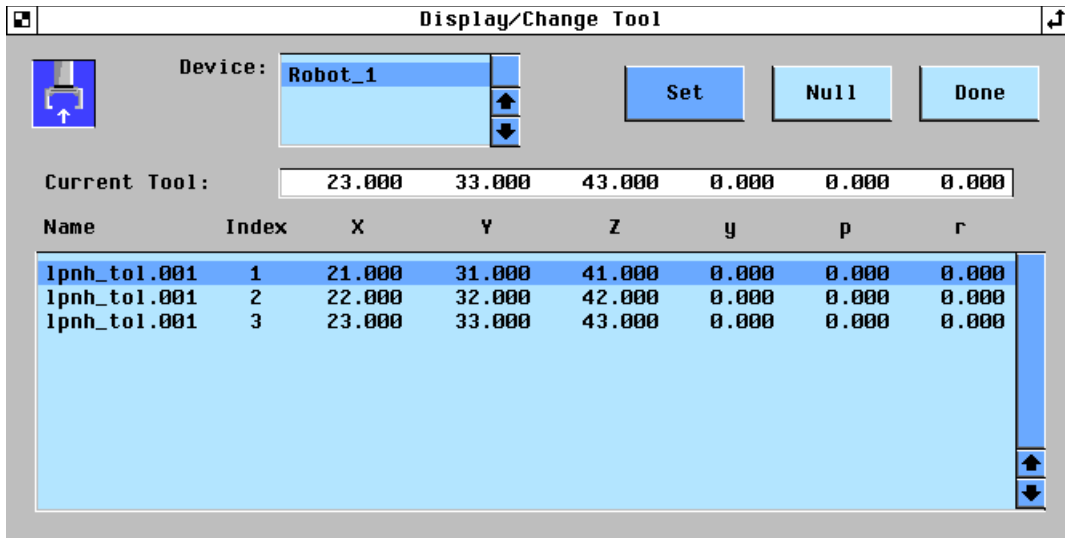 Display/Change Tool
Device: Robot_1 Set Null Done
Current Tool: 23.000 33.000 43.000 0.000 0.000 0.000
Name Index X Y Z y p r
lpnh_tol.001 1 21.000 31.000 41.000 0.000 0.000 0.000
lpnh_tol.001 2 22.000 32.000 42.000 0.000 0.000 0.000
lpnh_tol.001 3 23.000 33.000 43.000 0.000 0.000 0.000